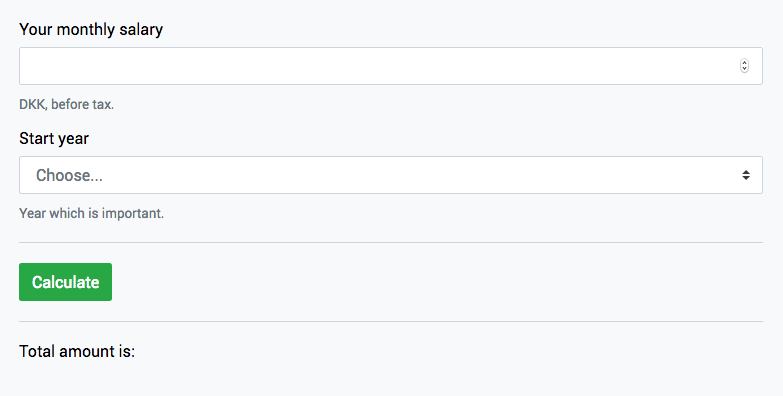 Your monthly salary
DKK, before tax.
Start year
Choose...
Year which is important.
Calculate
Total amount is: